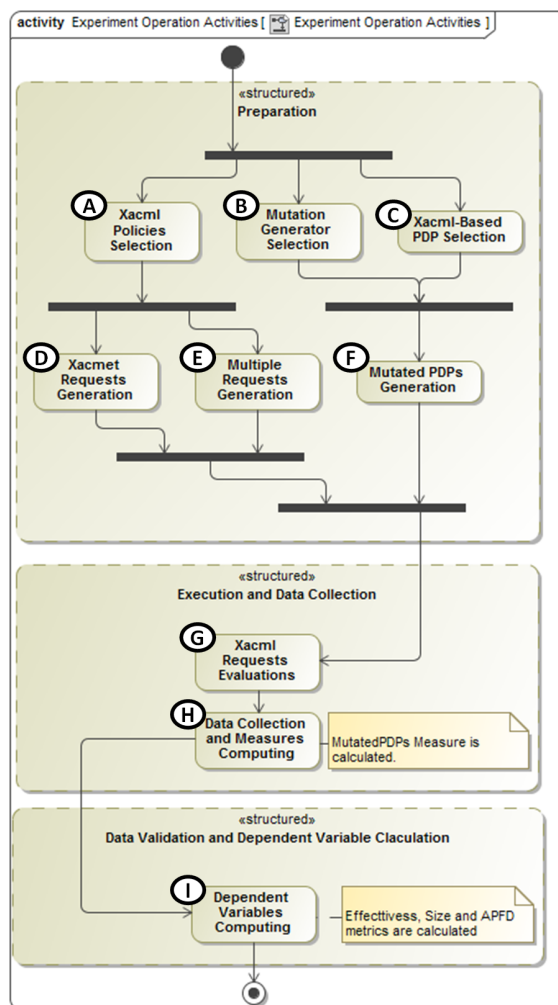 activity Experiment Operation Activities [ Experiment Operation Activities ]
«structured»
Preparation
A
Xacml
Policies
Selection
B
Mutation
Generator
Selection
C
Xacml-Based
PDP Selection
D
Xacmet
Requests
Generation
E
Multiple
Requests
Generation
F
Mutated PDPs
Generation
«structured»
Execution and Data Collection
G
Xacml
Requests
Evaluations
H
Data Collection
and Measures
Computing
MutatedPDPs Measure is
calculated.
«structured»
Data Validation and Dependent Variable Claculation
I
Dependent
Variables
Computing
Effecttivess, Size and APFD
metrics are calculated